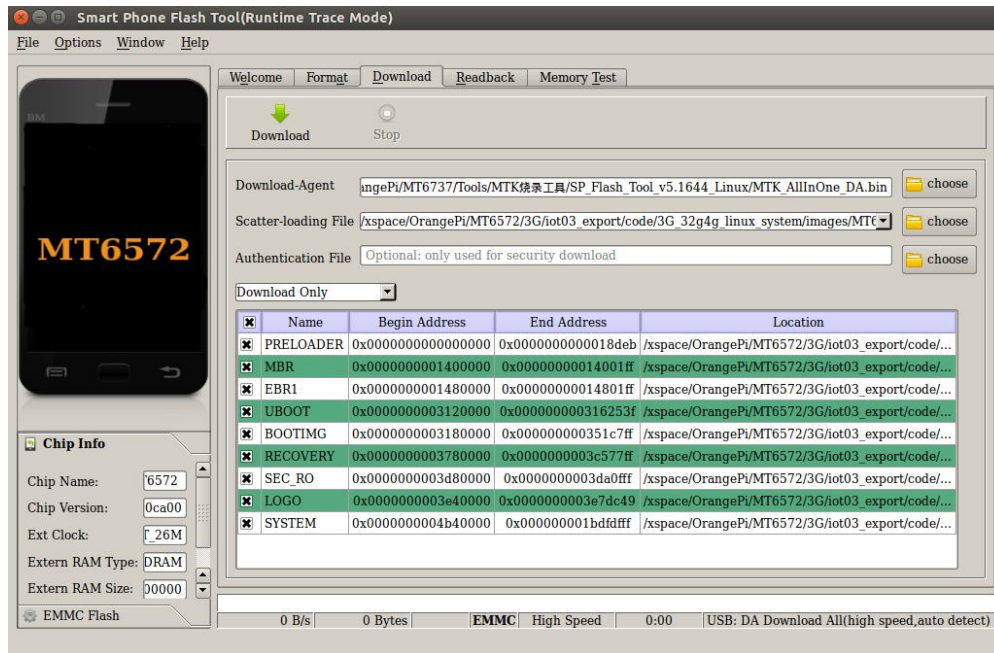 Smart Phone Flash Tool(Runtime Trace Mode)
File Options Window Help
BM
MT6572
Chip Info
Chip Name: 6572
Chip Version: 0ca00
Ext Clock: _26M
Extern RAM Type: DRAM
Extern RAM Size: 00000
EMMC Flash
Welcome Format Download Readback Memory Test
Download Stop
Download-Agent angePi/MT6737/Tools/MTK烧录工具/SP_Flash_Tool_v5.1644_Linux/MTK_AllInOne_DA.bin choose
Scatter-loading File /xspace/OrangePi/MT6572/3G/iot03_export/code/3G_32g4g_linux_system/images/MT6 choose
Authentication File Optional: only used for security download choose
Download Only
Name Begin Address End Address Location
PRELOADER 0x0000000000000000 0x0000000000018deb /xspace/OrangePi/MT6572/3G/iot03_export/code/...
MBR 0x0000000001400000 0x00000000014001ff /xspace/OrangePi/MT6572/3G/iot03_export/code/...
EBR1 0x0000000001480000 0x00000000014801ff /xspace/OrangePi/MT6572/3G/iot03_export/code/...
UBOOT 0x0000000003120000 0x000000000316253f /xspace/OrangePi/MT6572/3G/iot03_export/code/...
BOOTIMG 0x0000000003180000 0x000000000351c7ff /xspace/OrangePi/MT6572/3G/iot03_export/code/...
RECOVERY 0x0000000003780000 0x0000000003c577ff /xspace/OrangePi/MT6572/3G/iot03_export/code/...
SEC_RO 0x0000000003d80000 0x0000000003da0fff /xspace/OrangePi/MT6572/3G/iot03_export/code/...
LOGO 0x0000000003e40000 0x0000000003e7dc49 /xspace/OrangePi/MT6572/3G/iot03_export/code/...
SYSTEM 0x0000000004b40000 0x000000001bdfdfff /xspace/OrangePi/MT6572/3G/iot03_export/code/...
0 B/s 0 Bytes EMMC High Speed 0:00 USB: DA Download All(high speed,auto detect)